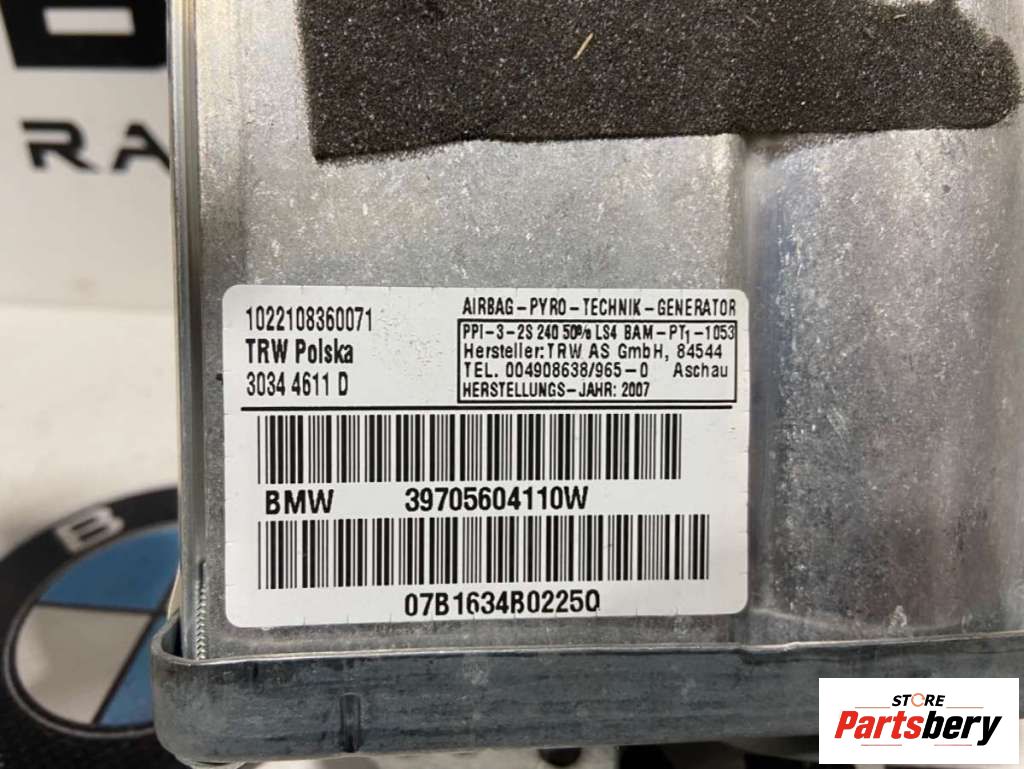 RA
B
1022108360071
TRW Polska
3034 4611 D
AIRBAG-PYRO-TECHNIK-GENERATOR
PPI-3-2S 240 50% LS4 BAM-PT1-1053
Hersteller: TRW AS GmbH, 84544
TEL. 004908638/965-0 Aschau
HERSTELLUNGS-JAHR: 2007
BMW 39705604110W
07B1634B0225Q
STORE
Partsbery